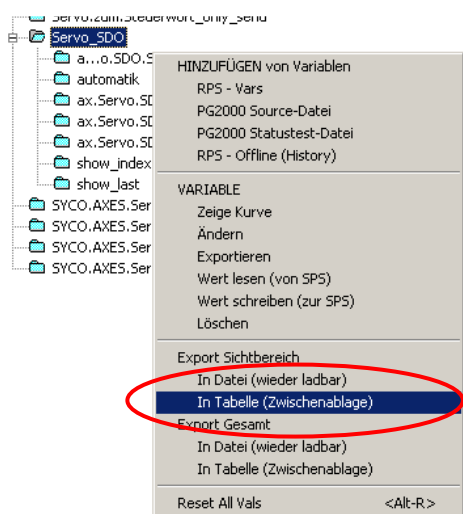 Servo.zum.Steuerwort_only_send
Servo_SDO
a...o.SDO.S
automatik
ax.Servo.SD
ax.Servo.SD
ax.Servo.SD
show_index
show_last
SYCO.AXES.Ser
SYCO.AXES.Ser
SYCO.AXES.Ser
SYCO.AXES.Ser
HINZUFÜGEN von Variablen
RPS - Vars
PG2000 Source-Datei
PG2000 Statustest-Datei
RPS - Offline (History)
VARIABLE
Zeige Kurve
Ändern
Exportieren
Wert lesen (von SPS)
Wert schreiben (zur SPS)
Löschen
Export Sichtbereich
In Datei (wieder ladbar)
In Tabelle (Zwischenablage)
Export Gesamt
In Datei (wieder ladbar)
In Tabelle (Zwischenablage)
Reset All Vals <Alt-R>